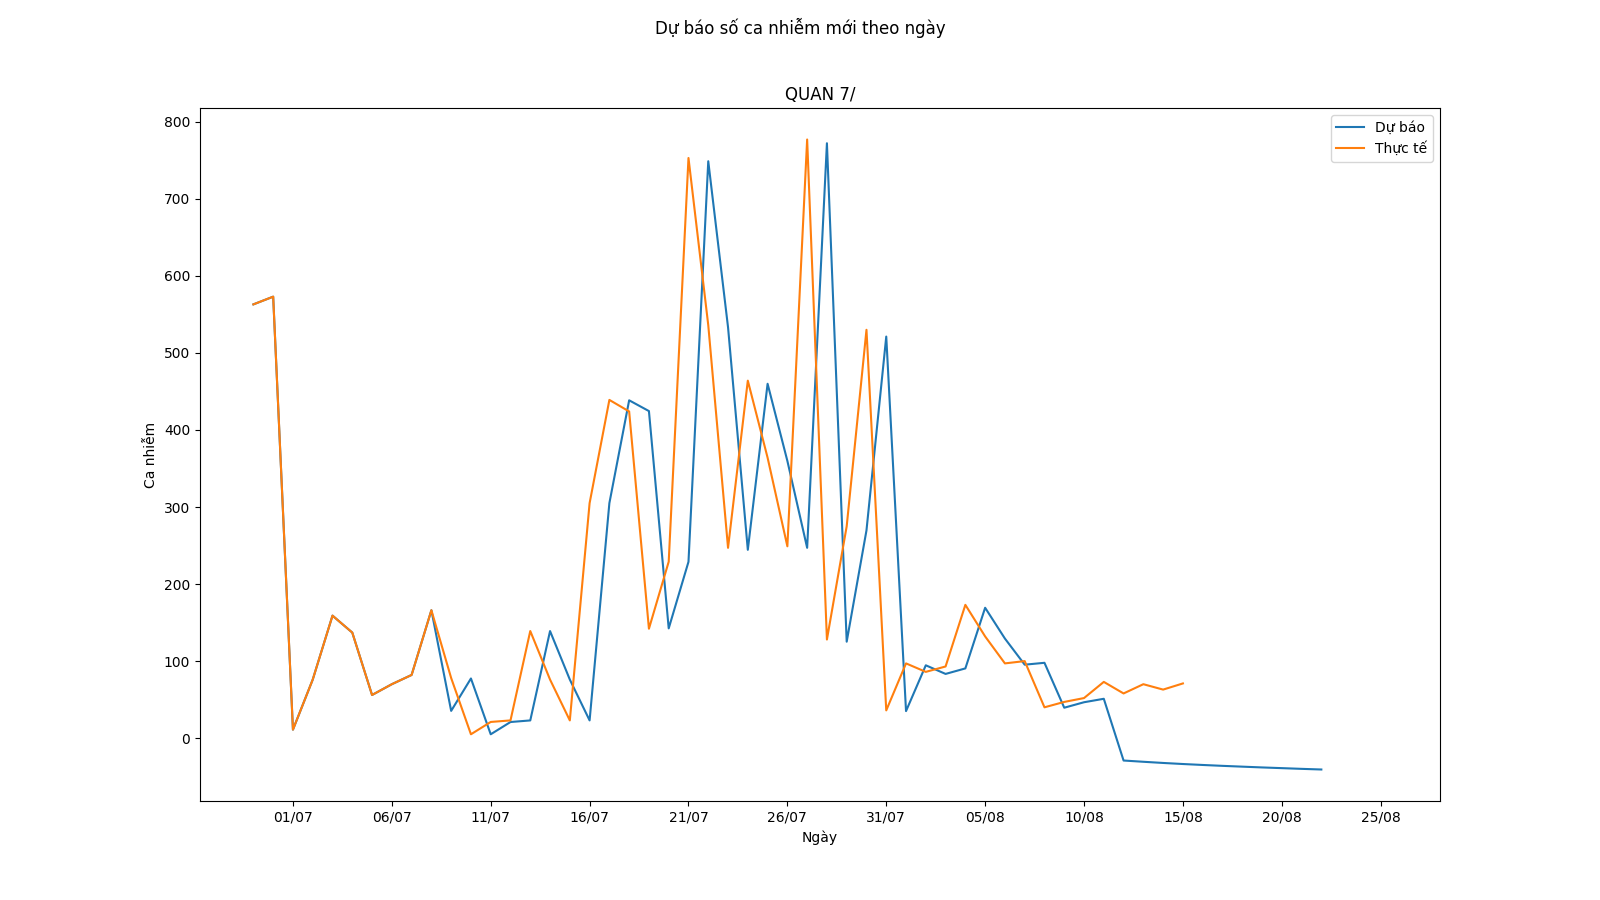 Dự báo số ca nhiễm mới theo ngày
QUAN 7/
Dự báo
Thực tế
800
700
600
500
400
300
200
100
0
Ca nhiễm
01/07 06/07 11/07 16/07 21/07 26/07 31/07 05/08 10/08 15/08 20/08 25/08
Ngày